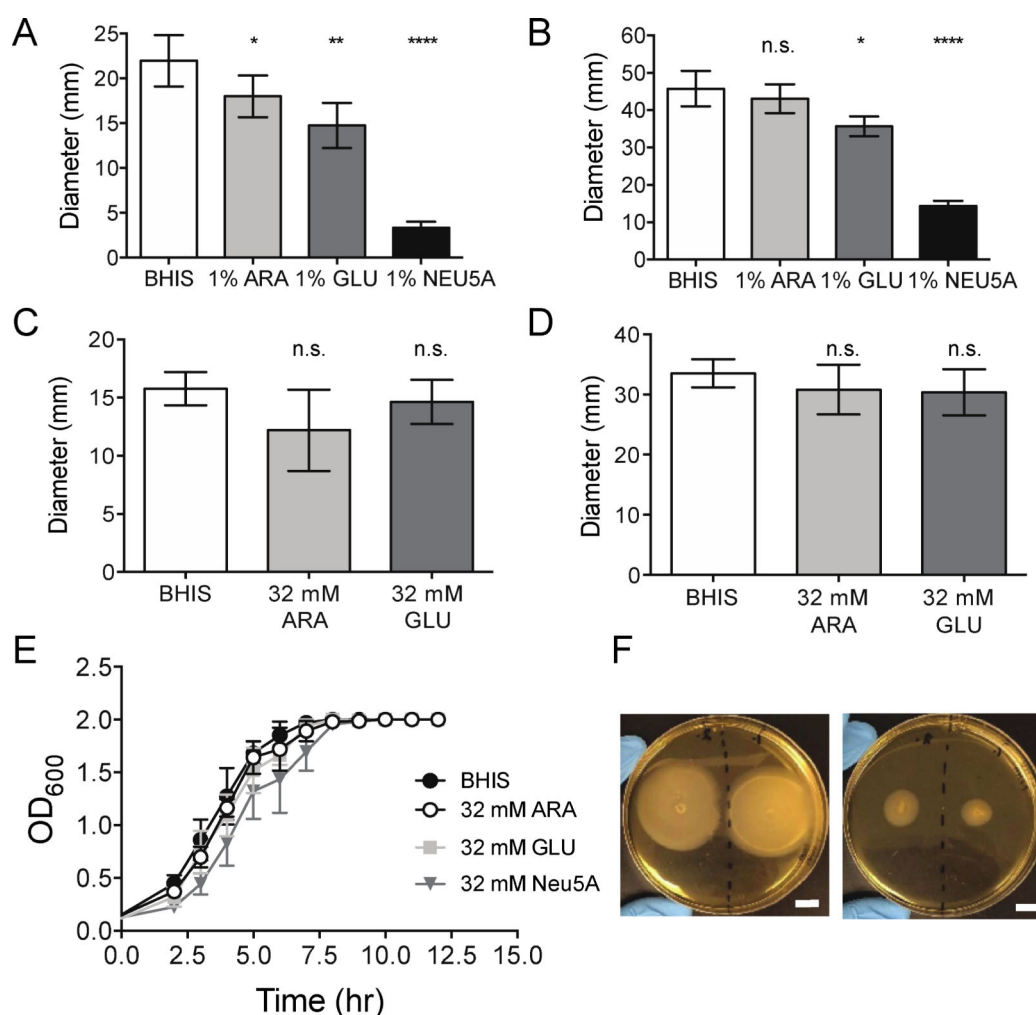 A
Diameter (mm)
25
20
15
10
5
0
* ** ****
BHIS 1% ARA 1% GLU 1% NEU5A
B
Diameter (mm)
60
50
40
30
20
10
0
n.s. * ****
BHIS 1% ARA 1% GLU 1% NEU5A
C
Diameter (mm)
20
15
10
5
0
n.s. n.s.
BHIS 32 mM 32 mM
ARA GLU
D
Diameter (mm)
40
30
20
10
0
n.s. n.s.
BHIS 32 mM 32 mM
ARA GLU
E
OD600
2.5
2.0
1.5
1.0
0.5
0.0
0.0 2.5 5.0 7.5 10.0 12.5 15.0
Time (hr)
BHIS
32 mM ARA
32 mM GLU
32 mM Neu5A
F